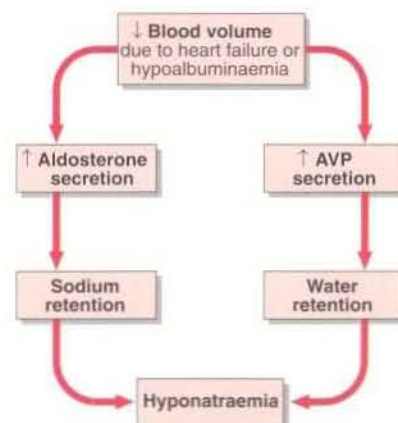 ↓ Blood volume
due to heart failure or
hypoalbuminaemia
↑ Aldosterone
secretion
↑ AVP
secretion
Sodium
retention
Water
retention
Hyponatraemia